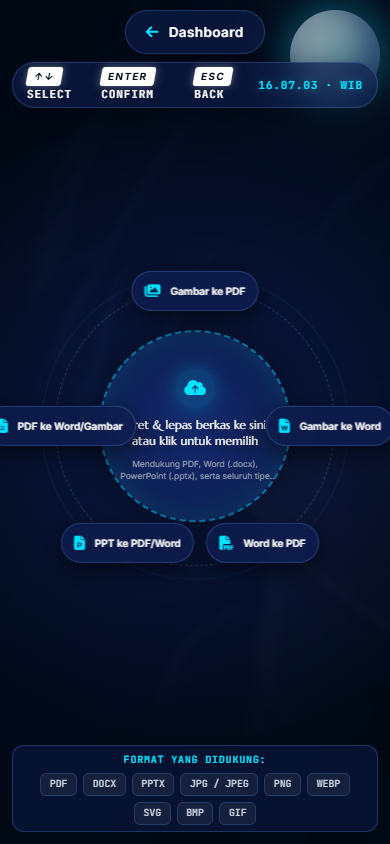 Dashboard
↑↓ ENTER ESC
SELECT CONFIRM BACK
16.07.03 · WIB
Gambar ke PDF
& lepas berkas ke sini
atau klik untuk memilih
PDF ke Word/Gambar
Gambar ke Word
Mendukung PDF, Word (.docx),
PowerPoint (.pptx), serta seluruh tipe...
PPT ke PDF/Word
Word ke PDF
FORMAT YANG DIDUKUNG:
PDF DOCX PPTX JPG / JPEG PNG WEBP
SVG BMP GIF